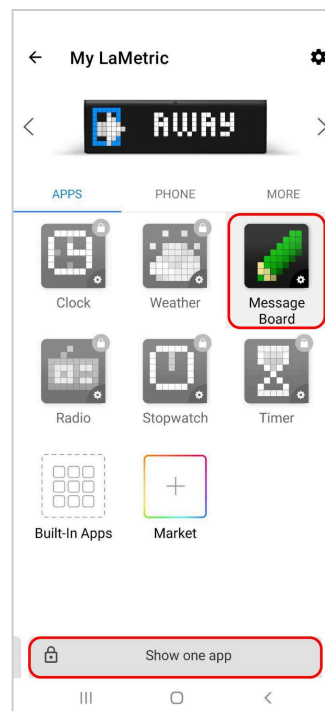 My LaMetric
AWAY
APPS PHONE MORE
Clock Weather Message
Board
Radio Stopwatch Timer
Built-In Apps Market
Show one app